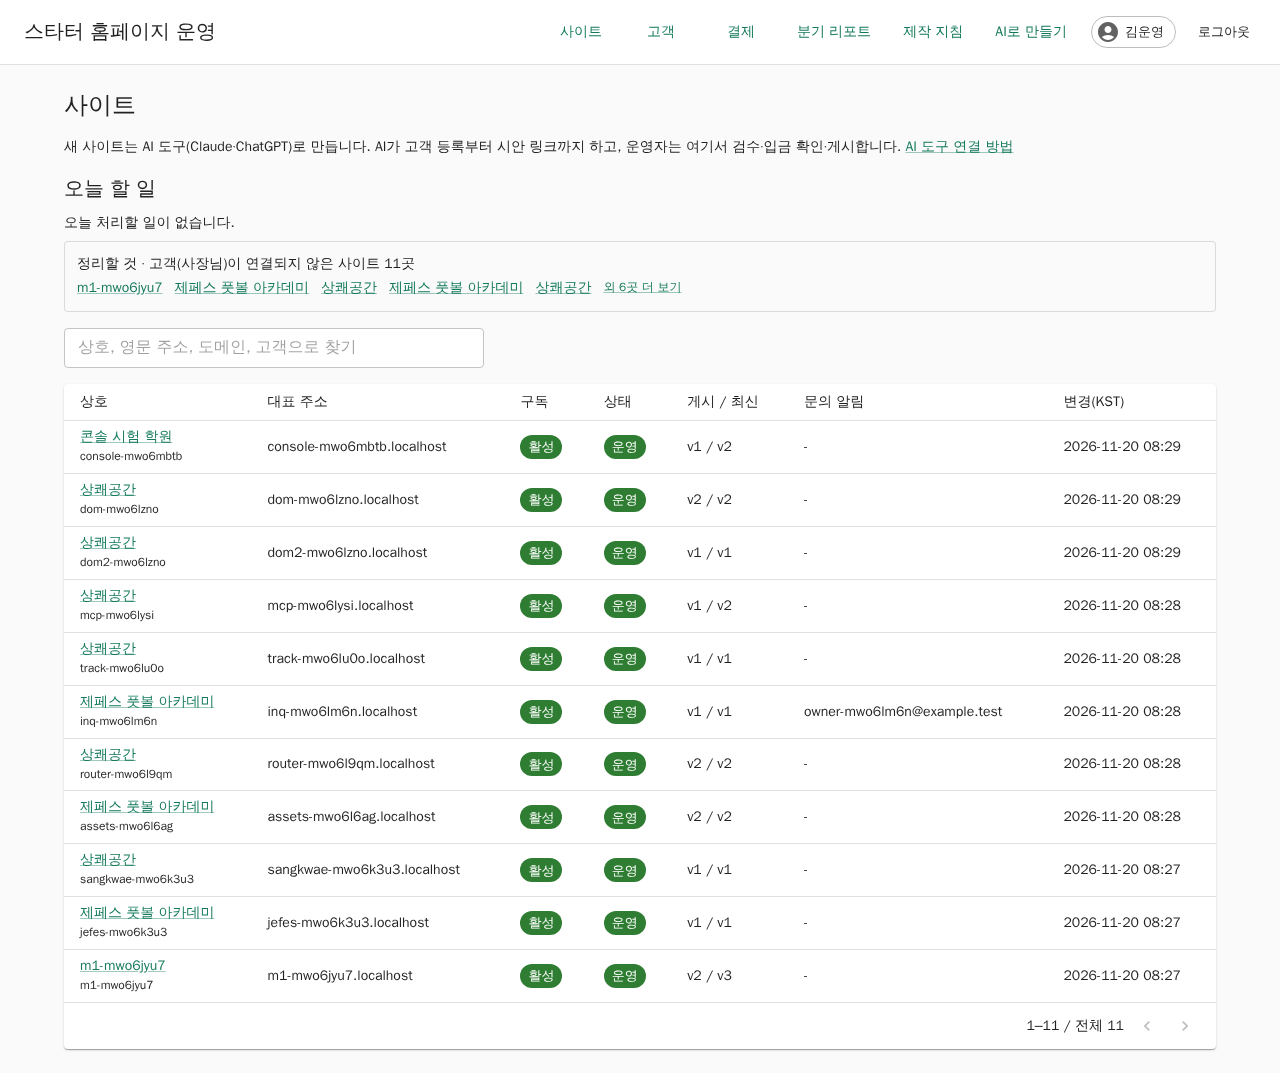 스타터 홈페이지 운영
사이트 고객 결제 분기 리포트 제작 지침 AI로 만들기 김운영 로그아웃
사이트
새 사이트는 AI 도구(Claude·ChatGPT)로 만듭니다. AI가 고객 등록부터 시안 링크까지 하고, 운영자는 여기서 검수·입금 확인·게시합니다. AI 도구 연결 방법
오늘 할 일
오늘 처리할 일이 없습니다.
정리할 것 · 고객(사장님)이 연결되지 않은 사이트 11곳
m1-mwo6jyu7 제페스 풋볼 아카데미 상쾌공간 제페스 풋볼 아카데미 상쾌공간 외 6곳 더 보기
상호, 영문 주소, 도메인, 고객으로 찾기
상호 대표 주소 구독 상태 게시 / 최신 문의 알림 변경(KST)
콘솔 시험 학원
console-mwo6mbtb
console-mwo6mbtb.localhost 활성 운영 v1 / v2 - 2026-11-20 08:29
상쾌공간
dom-mwo6lzno
dom-mwo6lzno.localhost 활성 운영 v2 / v2 - 2026-11-20 08:29
상쾌공간
dom2-mwo6lzno
dom2-mwo6lzno.localhost 활성 운영 v1 / v1 - 2026-11-20 08:29
상쾌공간
mcp-mwo6lysi
mcp-mwo6lysi.localhost 활성 운영 v1 / v2 - 2026-11-20 08:28
상쾌공간
track-mwo6lu0o
track-mwo6lu0o.localhost 활성 운영 v1 / v1 - 2026-11-20 08:28
제페스 풋볼 아카데미
inq-mwo6lm6n
inq-mwo6lm6n.localhost 활성 운영 v1 / v1 owner-mwo6lm6n@example.test 2026-11-20 08:28
상쾌공간
router-mwo6l9qm
router-mwo6l9qm.localhost 활성 운영 v2 / v2 - 2026-11-20 08:28
제페스 풋볼 아카데미
assets-mwo6l6ag
assets-mwo6l6ag.localhost 활성 운영 v2 / v2 - 2026-11-20 08:28
상쾌공간
sangkwae-mwo6k3u3
sangkwae-mwo6k3u3.localhost 활성 운영 v1 / v1 - 2026-11-20 08:27
제페스 풋볼 아카데미
jefes-mwo6k3u3
jefes-mwo6k3u3.localhost 활성 운영 v1 / v1 - 2026-11-20 08:27
m1-mwo6jyu7
m1-mwo6jyu7
m1-mwo6jyu7.localhost 활성 운영 v2 / v3 - 2026-11-20 08:27
1–11 / 전체 11